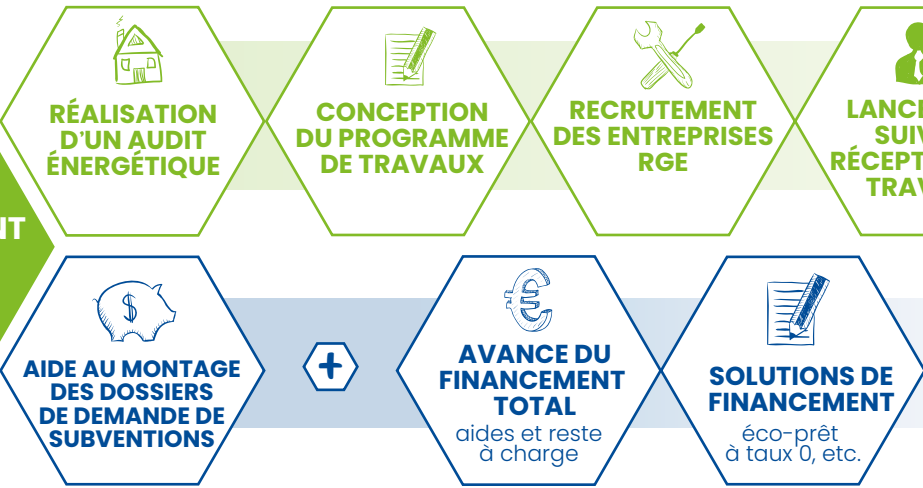 RÉALISATION
D'UN AUDIT
ÉNERGÉTIQUE
CONCEPTION
DU PROGRAMME
DE TRAVAUX
RECRUTEMENT
DES ENTREPRISES
RGE
AIDE AU MONTAGE
DES DOSSIERS
DE DEMANDE DE
SUBVENTIONS
+
AVANCE DU
FINANCEMENT
TOTAL
aides et reste
à charge
SOLUTIONS DE
FINANCEMENT
éco-prêt
à taux 0, etc.